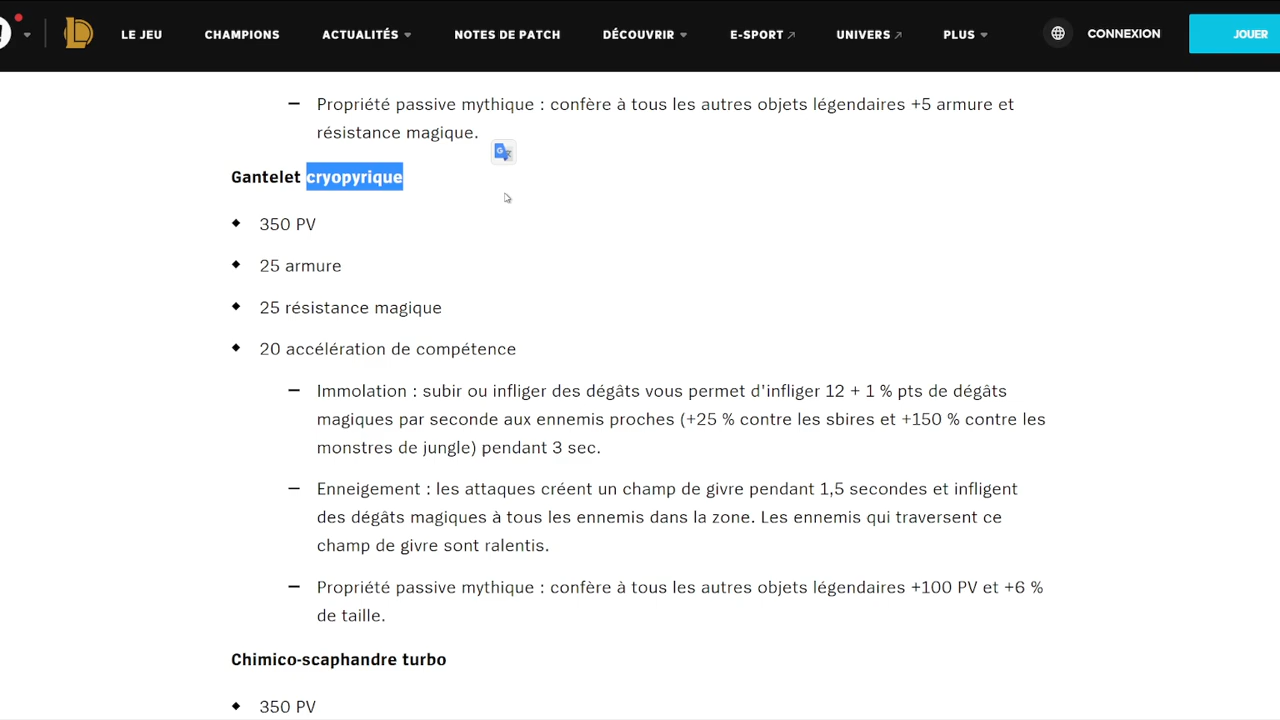 LE JEU CHAMPIONS ACTUALITÉS NOTES DE PATCH DÉCOUVRIR E-SPORT UNIVERS PLUS CONNEXION JOUER
– Propriété passive mythique : confère à tous les autres objets légendaires +5 armure et
résistance magique.
Gantelet cryopyrique
350 PV
25 armure
25 résistance magique
20 accélération de compétence
– Immolation : subir ou infliger des dégâts vous permet d'infliger 12 + 1 % pts de dégâts
magiques par seconde aux ennemis proches (+25 % contre les sbires et +150 % contre les
monstres de jungle) pendant 3 sec.
– Enneigement : les attaques créent un champ de givre pendant 1,5 secondes et infligent
des dégâts magiques à tous les ennemis dans la zone. Les ennemis qui traversent ce
champ de givre sont ralentis.
– Propriété passive mythique : confère à tous les autres objets légendaires +100 PV et +6 %
de taille.
Chimico-scaphandre turbo
350 PV